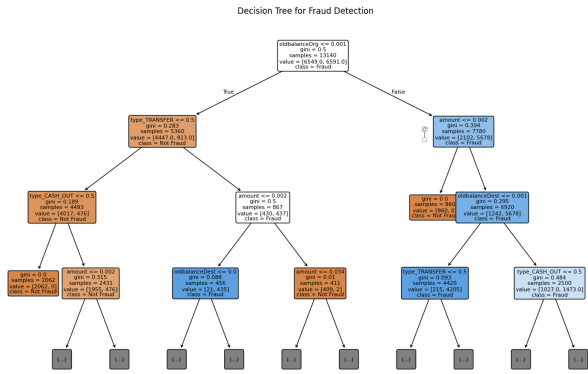 Decision Tree for Fraud Detection
oldbalanceOrg <= 0.001
gini = 0.5
samples = 13140
value = [6549.0, 6591.0]
class = Fraud
True
False
type_TRANSFER <= 0.5
gini = 0.283
samples = 5360
value = [4447.0, 913.0]
class = Not Fraud
amount <= 0.002
gini = 0.394
samples = 7780
value = [2102, 5678]
class = Fraud
type_CASH_OUT <= 0.5
gini = 0.189
samples = 4493
value = [4017, 476]
class = Not Fraud
amount <= 0.002
gini = 0.5
samples = 867
value = [430, 437]
class = Fraud
gini = 0.0
samples = 860
value = [860, 0]
class = Not Fraud
oldbalanceDest <= 0.001
gini = 0.295
samples = 6920
value = [1242, 5678]
class = Fraud
gini = 0.0
samples = 2062
value = [2062, 0]
class = Not Fraud
amount <= 0.002
gini = 0.315
samples = 2431
value = [1955, 476]
class = Not Fraud
oldbalanceDest <= 0.0
gini = 0.088
samples = 456
value = [21, 435]
class = Fraud
amount <= 0.034
gini = 0.01
samples = 411
value = [409, 2]
class = Not Fraud
type_TRANSFER <= 0.5
gini = 0.093
samples = 4420
value = [215, 4205]
class = Fraud
type_CASH_OUT <= 0.5
gini = 0.484
samples = 2500
value = [1027.0, 1473.0]
class = Fraud
(...)
(...)
(...)
(...)
(...)
(...)
(...)
(...)
(...)
(...)